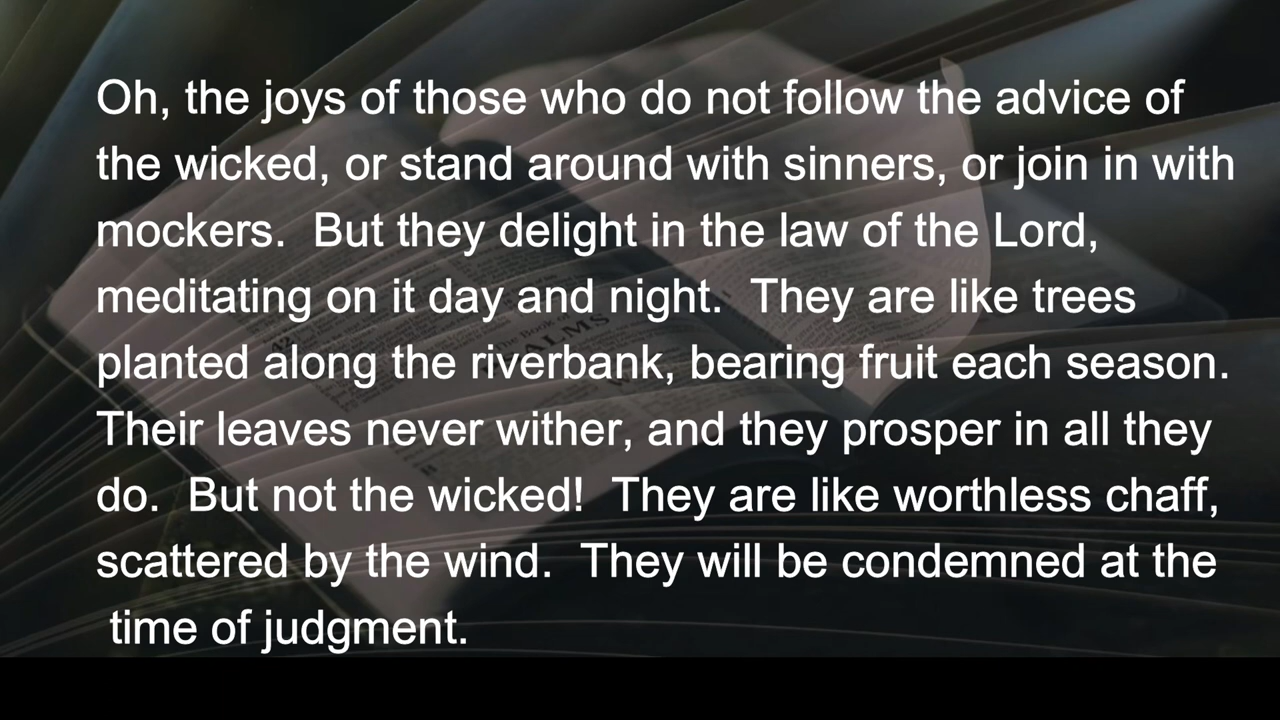 Oh, the joys of those who do not follow the advice of
the wicked, or stand around with sinners, or join in with
mockers.  But they delight in the law of the Lord,
meditating on it day and night.  They are like trees
planted along the riverbank, bearing fruit each season.
Their leaves never wither, and they prosper in all they
do.  But not the wicked!  They are like worthless chaff,
scattered by the wind.  They will be condemned at the
time of judgment.